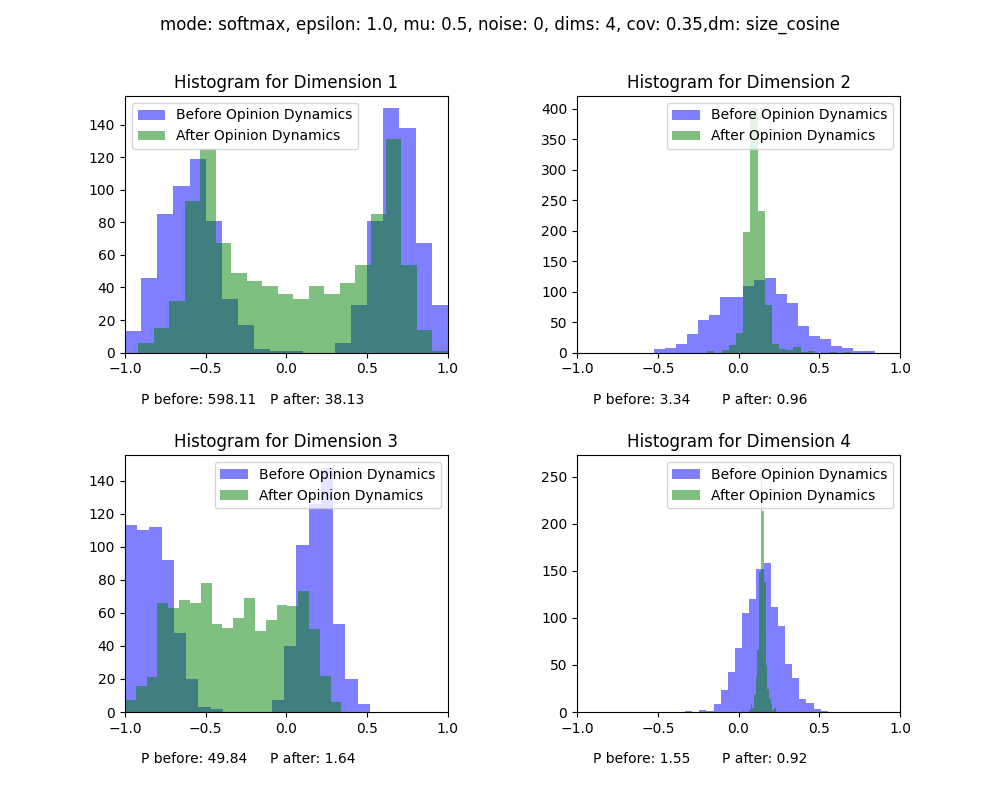 mode: softmax, epsilon: 1.0, mu: 0.5, noise: 0, dims: 4, cov: 0.35,dm: size_cosine
Histogram for Dimension 1
Before Opinion Dynamics
After Opinion Dynamics
140
120
100
80
60
40
20
0
−1.0 −0.5 0.0 0.5 1.0
P before: 598.11 P after: 38.13
Histogram for Dimension 2
Before Opinion Dynamics
After Opinion Dynamics
400
350
300
250
200
150
100
50
0
−1.0 −0.5 0.0 0.5 1.0
P before: 3.34 P after: 0.96
Histogram for Dimension 3
Before Opinion Dynamics
After Opinion Dynamics
140
120
100
80
60
40
20
0
−1.0 −0.5 0.0 0.5 1.0
P before: 49.84 P after: 1.64
Histogram for Dimension 4
Before Opinion Dynamics
After Opinion Dynamics
250
200
150
100
50
0
−1.0 −0.5 0.0 0.5 1.0
P before: 1.55 P after: 0.92